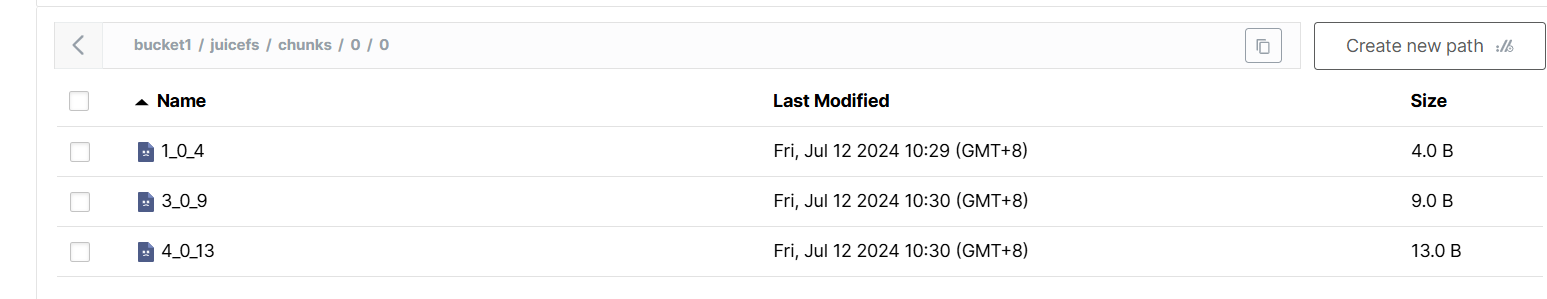 bucket1 / juicefs / chunks / 0 / 0
Create new path
Name Last Modified Size
1_0_4 Fri, Jul 12 2024 10:29 (GMT+8) 4.0 B
3_0_9 Fri, Jul 12 2024 10:30 (GMT+8) 9.0 B
4_0_13 Fri, Jul 12 2024 10:30 (GMT+8) 13.0 B